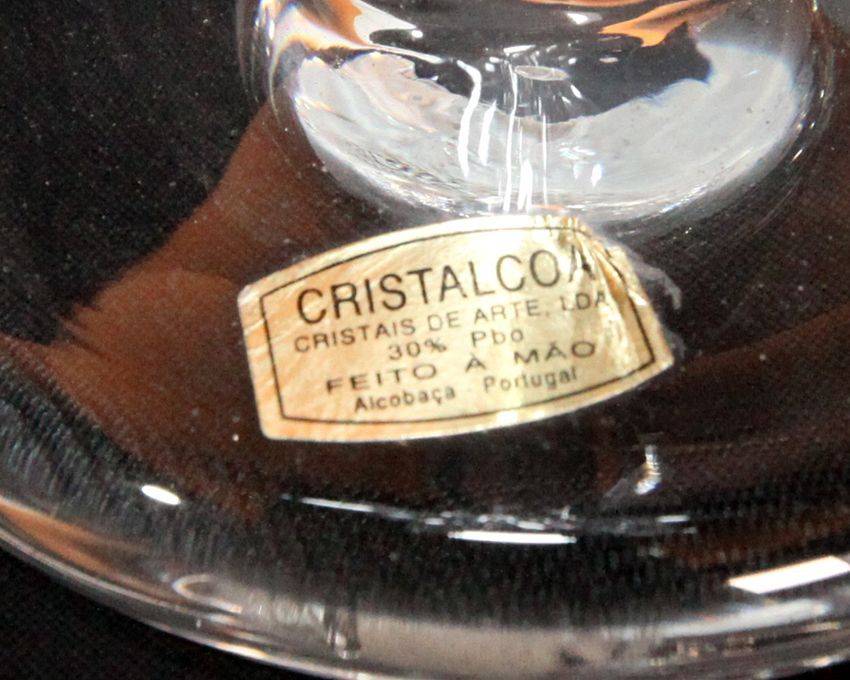 CRISTALCOA
CRISTAIS DE ARTE, LDA
30% Pbo
FEITO À MÃO
Alcobaça Portugal